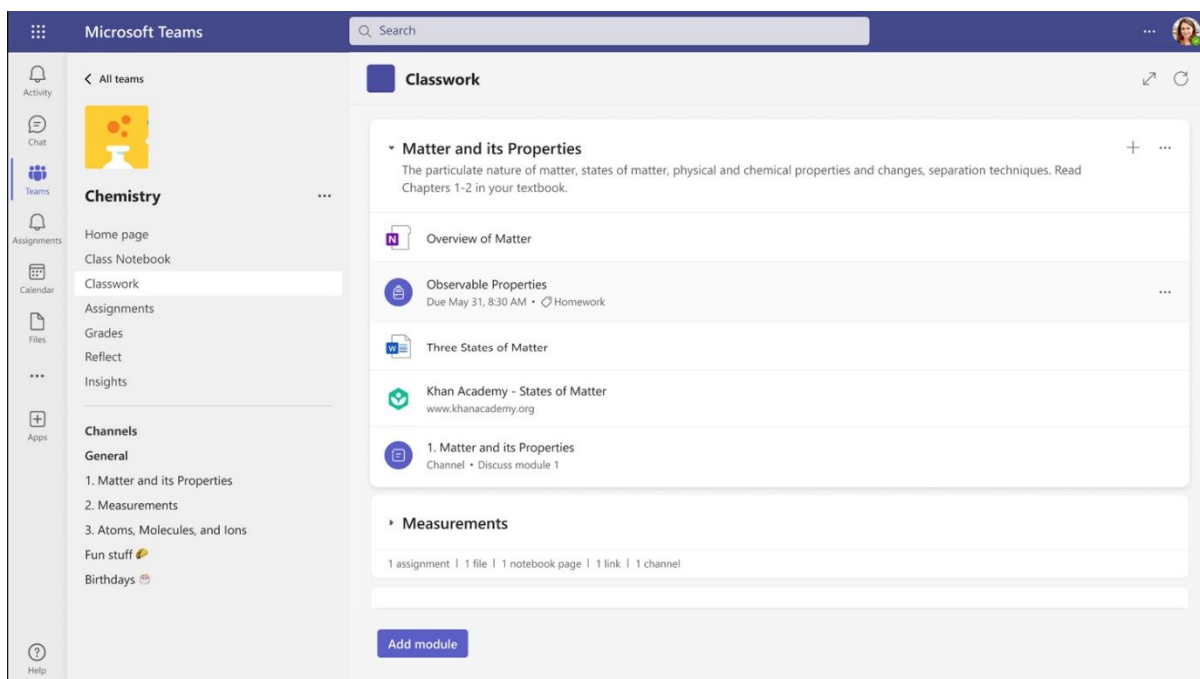 Microsoft Teams
Search
Activity
Chat
Teams
Assignments
Calendar
Files
Apps
Help
All teams
Chemistry
Home page
Class Notebook
Classwork
Assignments
Grades
Reflect
Insights
Channels
General
1. Matter and its Properties
2. Measurements
3. Atoms, Molecules, and Ions
Fun stuff 🌮
Birthdays 🎂
Classwork
Matter and its Properties
The particulate nature of matter, states of matter, physical and chemical properties and changes, separation techniques. Read
Chapters 1-2 in your textbook.
N
Overview of Matter
Observable Properties
Due May 31, 8:30 AM • Homework
W
Three States of Matter
Khan Academy - States of Matter
www.khanacademy.org
1. Matter and its Properties
Channel • Discuss module 1
Measurements
1 assignment | 1 file | 1 notebook page | 1 link | 1 channel
Add module